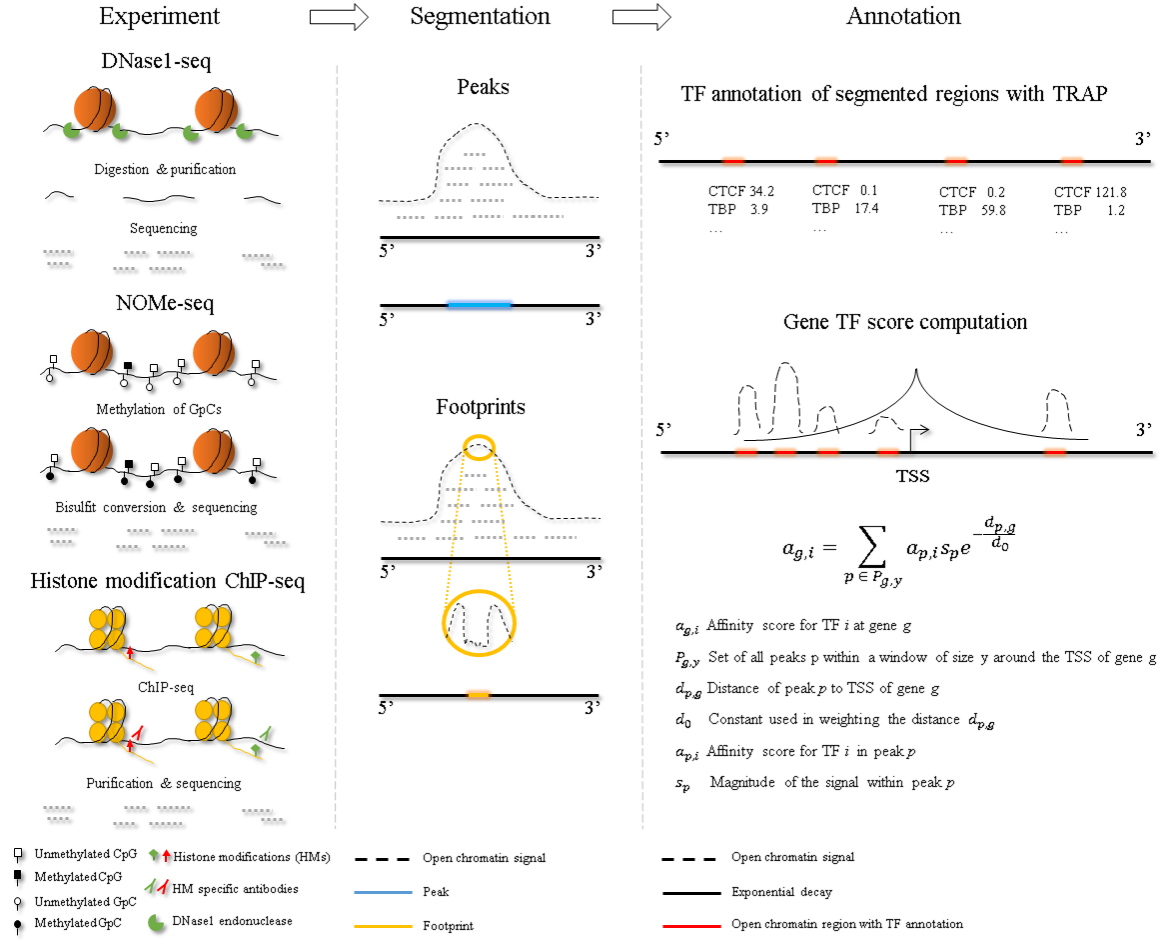 Experiment
Segmentation
Annotation
DNase1-seq
Digestion & purification
Sequencing
NOMe-seq
Methylation of GpCs
Bisulfit conversion & sequencing
Histone modification ChIP-seq
ChIP-seq
Purification & sequencing
Peaks
5’ 3’
5’ 3’
Footprints
5’ 3’
5’ 3’
TF annotation of segmented regions with TRAP
5’ 3’
CTCF 34.2 CTCF 0.1 CTCF 0.2 CTCF 121.8
TBP 3.9 TBP 17.4 TBP 59.8 TBP 1.2
... ... ... ...
Gene TF score computation
5’ 3’
TSS
a_{g,i} = ∑_{p ∈ P_{g,y}} a_{p,i} s_p e^{-d_{p,g}/d_0}
a_{g,i} Affinity score for TF i at gene g
P_{g,y} Set of all peaks p within a window of size y around the TSS of gene g
d_{p,g} Distance of peak p to TSS of gene g
d_0 Constant used in weighting the distance d_{p,g}
a_{p,i} Affinity score for TF i in peak p
s_p Magnitude of the signal within peak p
Unmethylated CpG
Methylated CpG
Unmethylated GpC
Methylated GpC
Histone modifications (HMs)
HM specific antibodies
DNase1 endonuclease
Open chromatin signal
Peak
Footprint
Open chromatin signal
Exponential decay
Open chromatin region with TF annotation